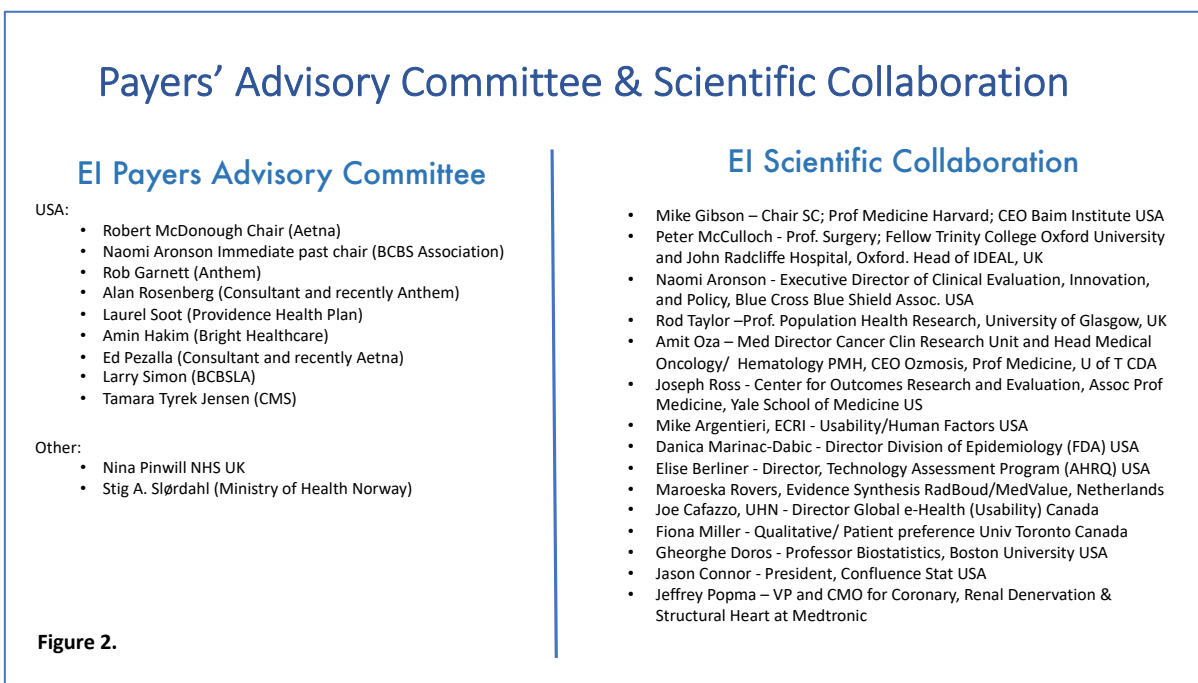 Payers' Advisory Committee & Scientific Collaboration
EI Payers Advisory Committee
USA:
• Robert McDonough Chair (Aetna)
• Naomi Aronson Immediate past chair (BCBS Association)
• Rob Garnett (Anthem)
• Alan Rosenberg (Consultant and recently Anthem)
• Laurel Soot (Providence Health Plan)
• Amin Hakim (Bright Healthcare)
• Ed Pezalla (Consultant and recently Aetna)
• Larry Simon (BCBSLA)
• Tamara Tyrek Jensen (CMS)
Other:
• Nina Pinwill NHS UK
• Stig A. Slørdahl (Ministry of Health Norway)
Figure 2.
EI Scientific Collaboration
• Mike Gibson – Chair SC; Prof Medicine Harvard; CEO Baim Institute USA
• Peter McCulloch - Prof. Surgery; Fellow Trinity College Oxford University
and John Radcliffe Hospital, Oxford. Head of IDEAL, UK
• Naomi Aronson - Executive Director of Clinical Evaluation, Innovation,
and Policy, Blue Cross Blue Shield Assoc. USA
• Rod Taylor –Prof. Population Health Research, University of Glasgow, UK
• Amit Oza – Med Director Cancer Clin Research Unit and Head Medical
Oncology/ Hematology PMH, CEO Ozmosis, Prof Medicine, U of T CDA
• Joseph Ross - Center for Outcomes Research and Evaluation, Assoc Prof
Medicine, Yale School of Medicine US
• Mike Argentieri, ECRI - Usability/Human Factors USA
• Danica Marinac-Dabic - Director Division of Epidemiology (FDA) USA
• Elise Berliner - Director, Technology Assessment Program (AHRQ) USA
• Maroeska Rovers, Evidence Synthesis RadBoud/MedValue, Netherlands
• Joe Cafazzo, UHN - Director Global e-Health (Usability) Canada
• Fiona Miller - Qualitative/ Patient preference Univ Toronto Canada
• Gheorghe Doros - Professor Biostatistics, Boston University USA
• Jason Connor - President, Confluence Stat USA
• Jeffrey Popma – VP and CMO for Coronary, Renal Denervation &
Structural Heart at Medtronic